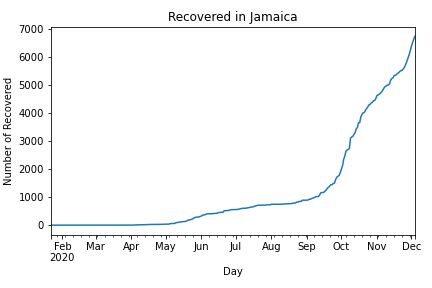 Recovered in Jamaica
Number of Recovered
7000
6000
5000
4000
3000
2000
1000
0
Feb Mar Apr May Jun Jul Aug Sep Oct Nov Dec
2020
Day